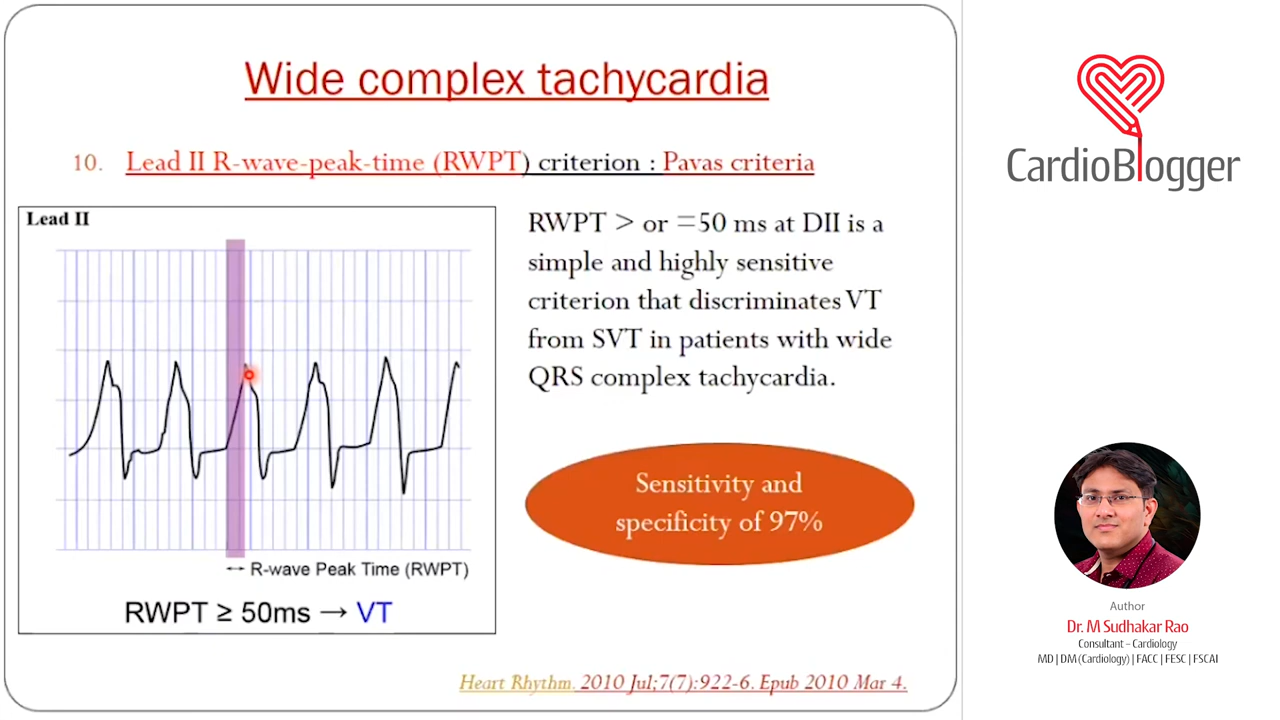 Wide complex tachycardia
10. Lead II R-wave-peak-time (RWPT) criterion : Pavas criteria
Lead II
R-wave Peak Time (RWPT)
RWPT ≥ 50ms → VT
RWPT > or =50 ms at DII is a
simple and highly sensitive
criterion that discriminates VT
from SVT in patients with wide
QRS complex tachycardia.
Sensitivity and
specificity of 97%
Heart Rhythm. 2010 Jul;7(7):922-6. Epub 2010 Mar 4.
CardioBlogger
Author
Dr. M Sudhakar Rao
Consultant – Cardiology
MD | DM (Cardiology) | FACC | FESC | FSCAI